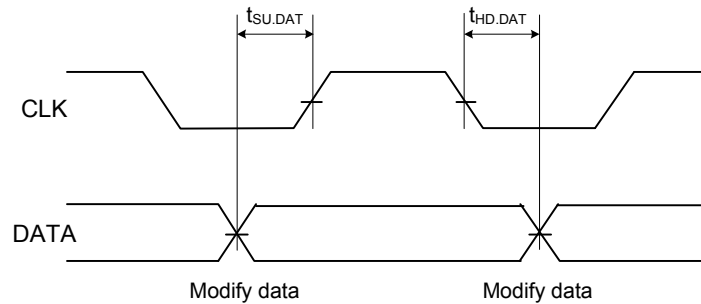 tSU.DAT tHD.DAT
CLK
DATA
Modify data Modify data